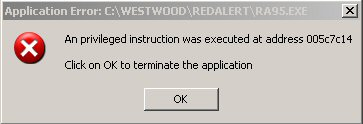 Application Error: C:\WESTWOOD\REDALERT\RA95.EXE
An privileged instruction was executed at address 005c7c14
Click on OK to terminate the application
OK